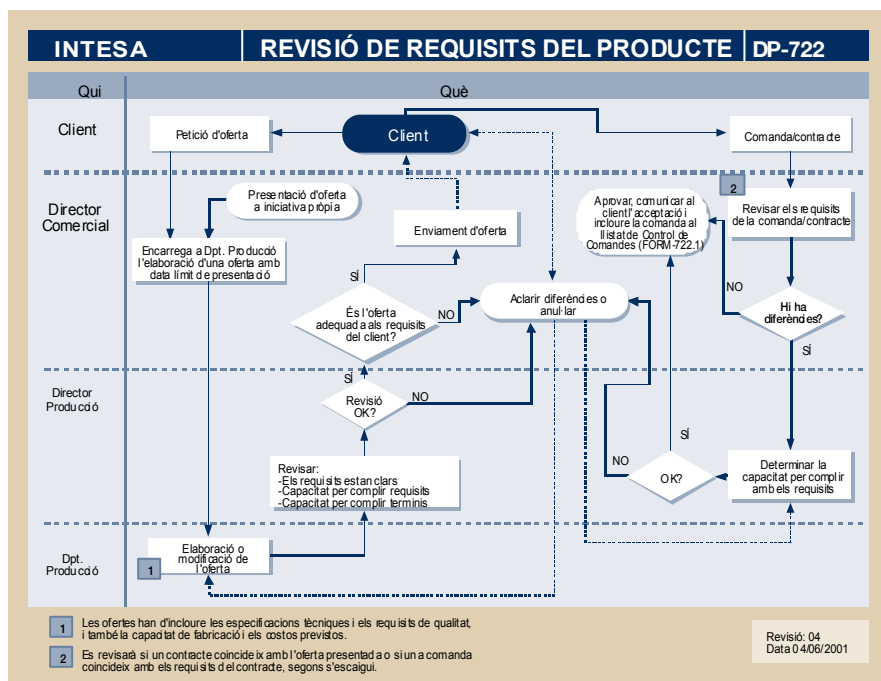 INTESA
REVISIÓ DE REQUISITS DEL PRODUCTE
DP-722
Qui
Què
Client
Petició d'oferta
Client
Comanda/contracte
Director
Comercial
Presentació d'oferta
a iniciativa pròpia
Enviament d'oferta
Aprovar, comunicar al
client l'acceptació i
incloure la comanda al
llistat de Control de
Comandes (FORM-722.1)
2
Revisar els requisits
de la comanda/contracte
Encarrega a Dpt. Producció
l'elaboració d'una oferta amb
data límit de presentació
SÍ
És l'oferta
adequada als requisits
del client?
NO
Aclarir diferències o
anul·lar
NO
Hi ha
diferències?
SÍ
Director
Producció
SÍ
Revisió
OK?
NO
Revisar:
-Els requisits estan clars
-Capacitat per complir requisits
-Capacitat per complir terminis
SÍ
NO
OK?
Determinar la
capacitat per complir
amb els requisits
Dpt.
Producció
1
Elaboració o
modificació de
l'oferta
1
Les ofertes han d'incloure les especificacions tècniques i els requisits de qualitat,
i també la capacitat de fabricació i els costos previstos.
2
Es revisarà si un contracte coincideix amb l'oferta presentada o si una comanda
coincideix amb els requisits del contracte, segons s'escaigui.
Revisió: 04
Data 04/06/2001